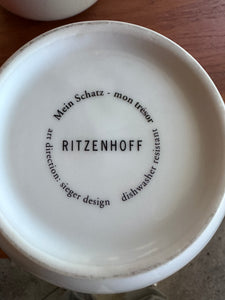 Mein Schatz - mon trésor
RITZENHOFF
art direction: sieger design
dishwasher resistant